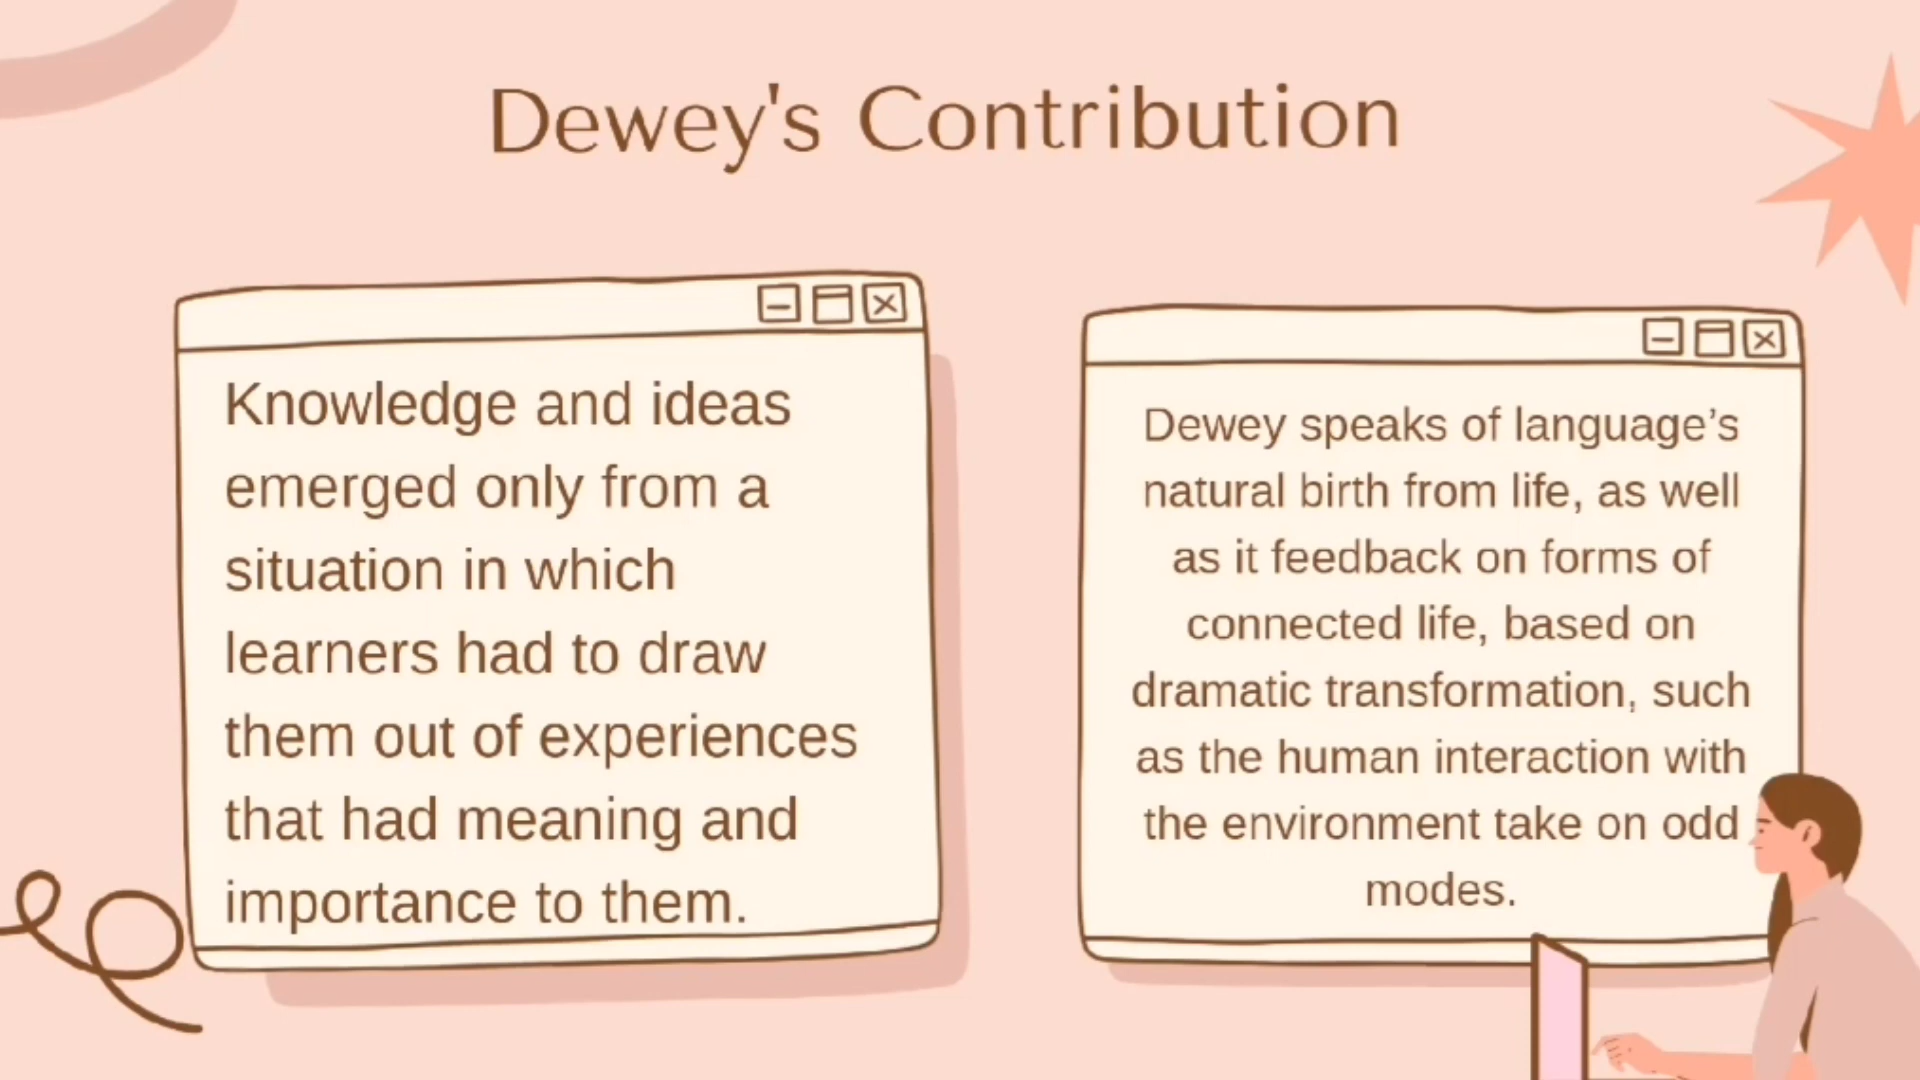 Dewey's Contribution
Knowledge and ideas
emerged only from a
situation in which
learners had to draw
them out of experiences
that had meaning and
importance to them.
Dewey speaks of language’s
natural birth from life, as well
as it feedback on forms of
connected life, based on
dramatic transformation, such
as the human interaction with
the environment take on odd
modes.